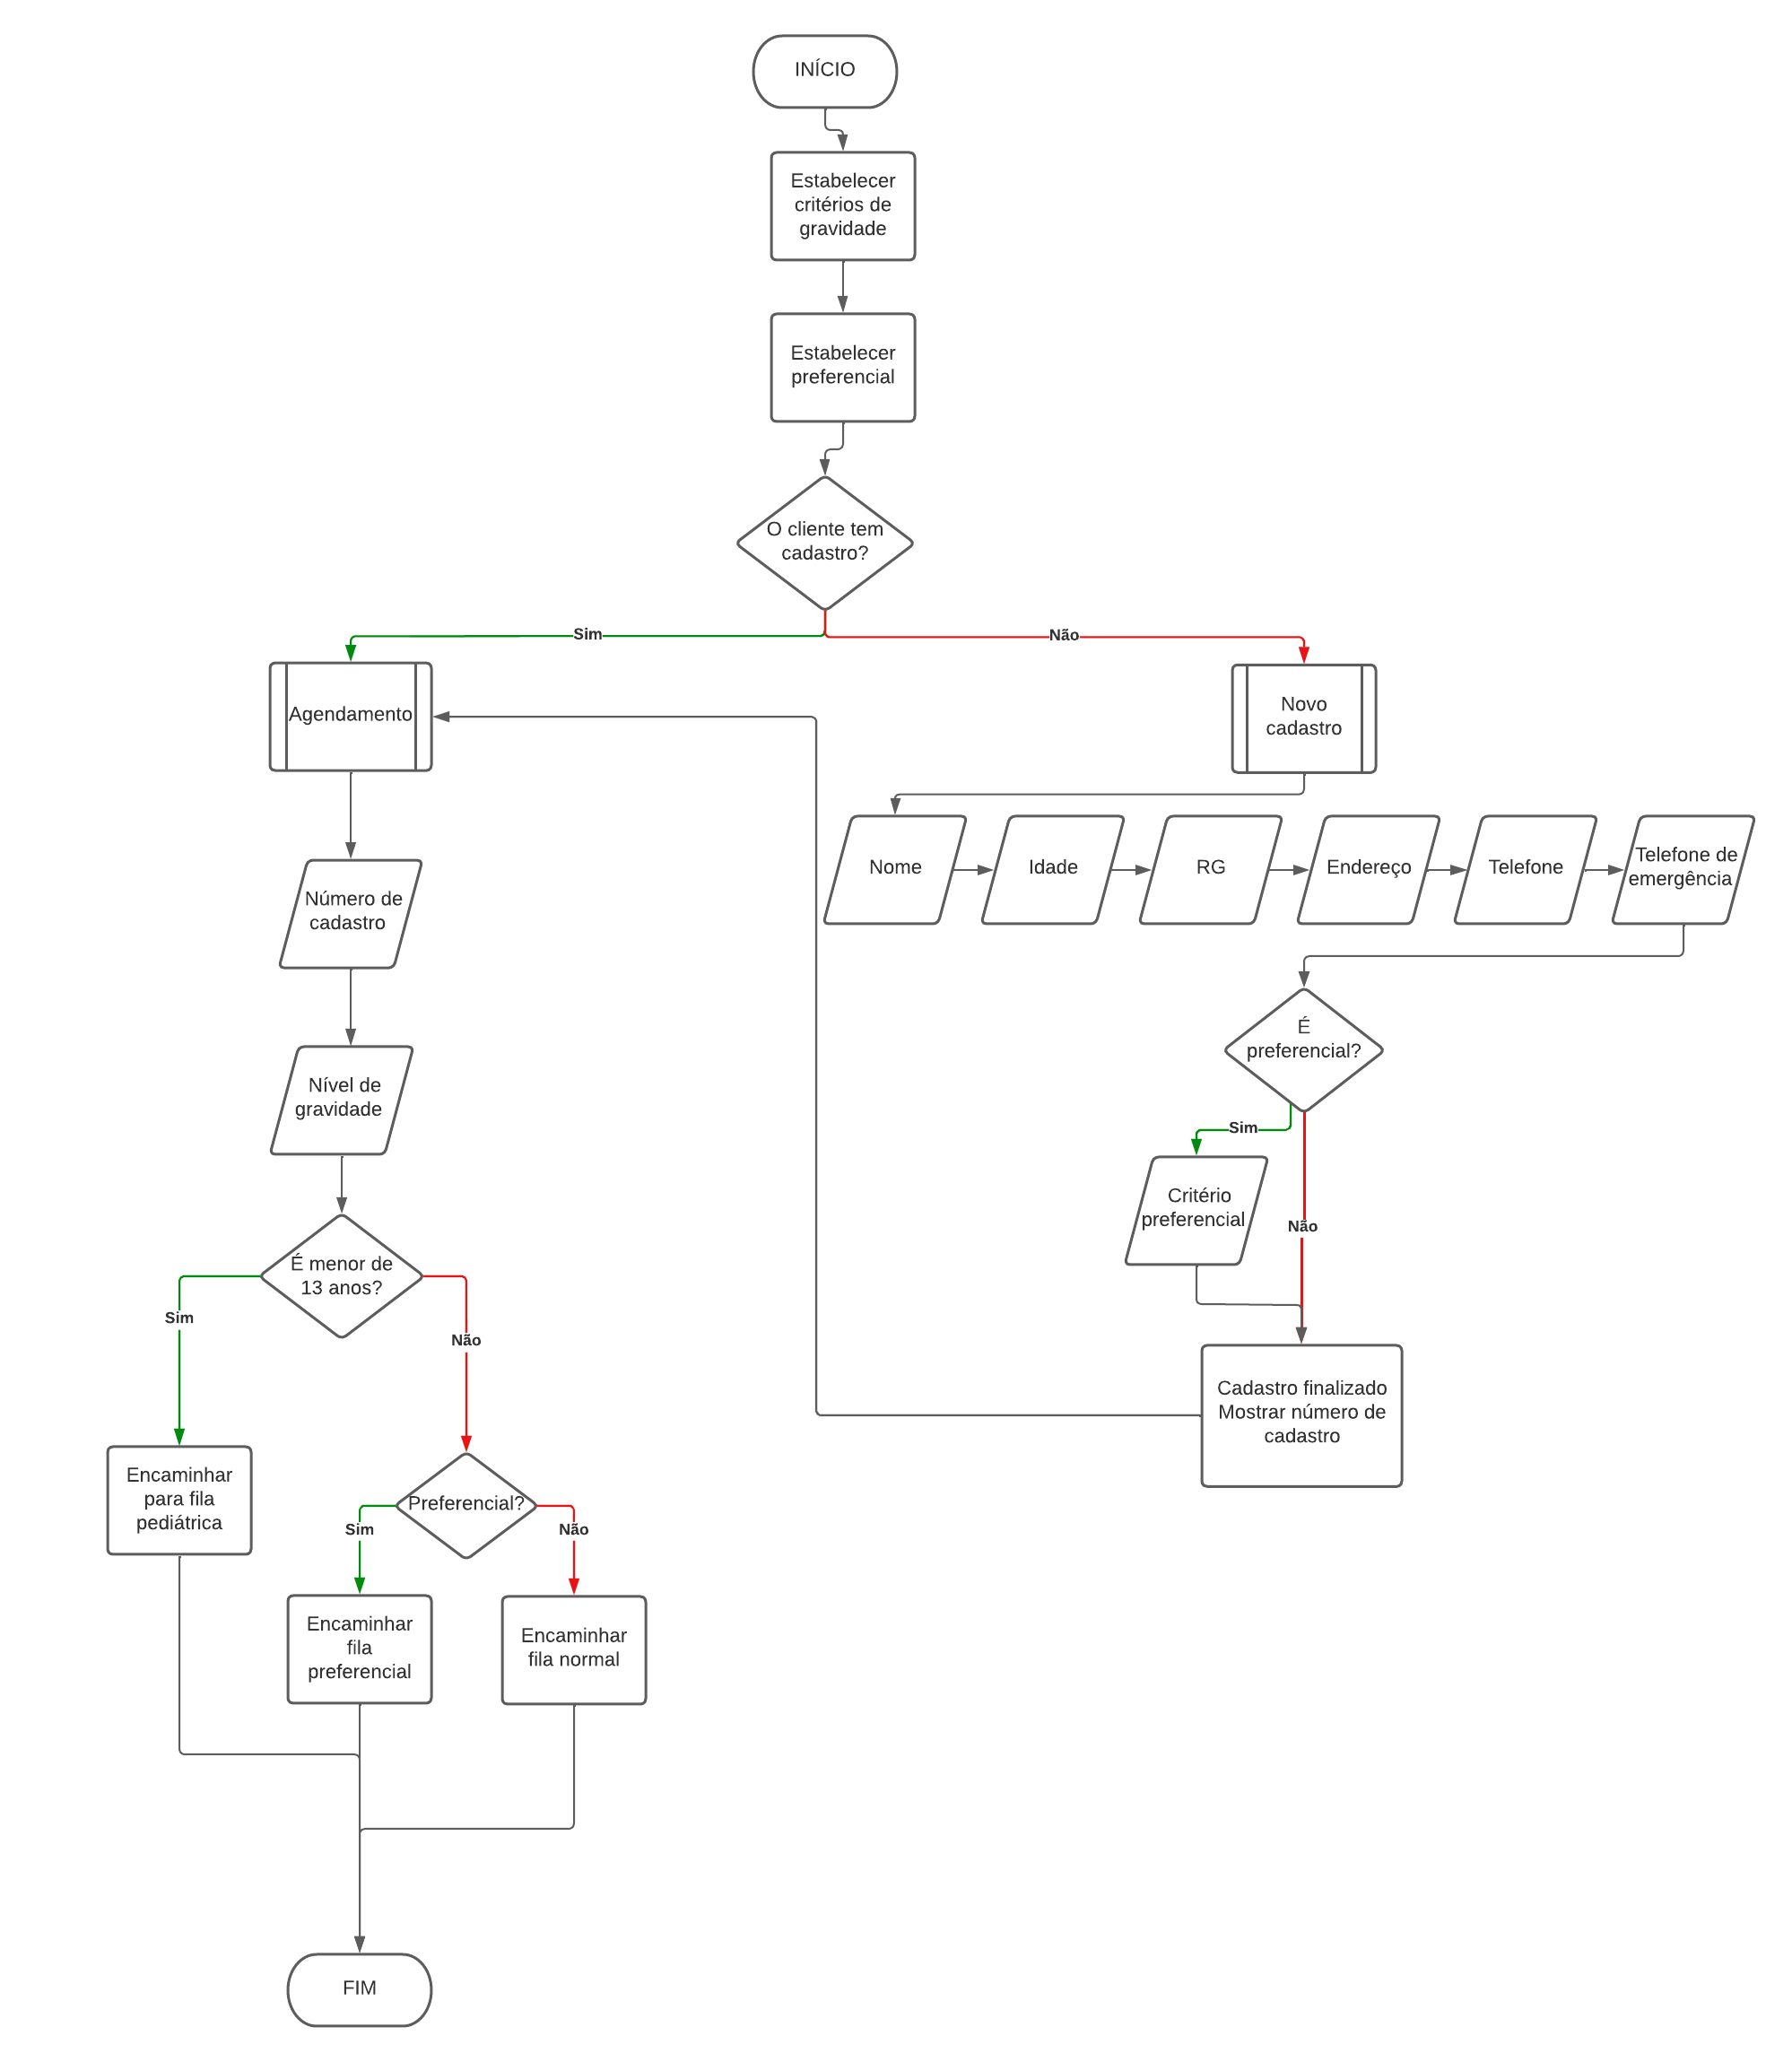 INÍCIO
Estabelecer
critérios de
gravidade
Estabelecer
preferencial
O cliente tem
cadastro?
Sim
Não
Agendamento
Novo
cadastro
Nome
Idade
RG
Endereço
Telefone
Telefone de
emergência
Número de
cadastro
É
preferencial?
Nível de
gravidade
Sim
Critério
preferencial
Não
É menor de
13 anos?
Sim
Não
Cadastro finalizado
Mostrar número de
cadastro
Encaminhar
para fila
pediátrica
Preferencial?
Sim
Não
Encaminhar
fila
preferencial
Encaminhar
fila normal
FIM